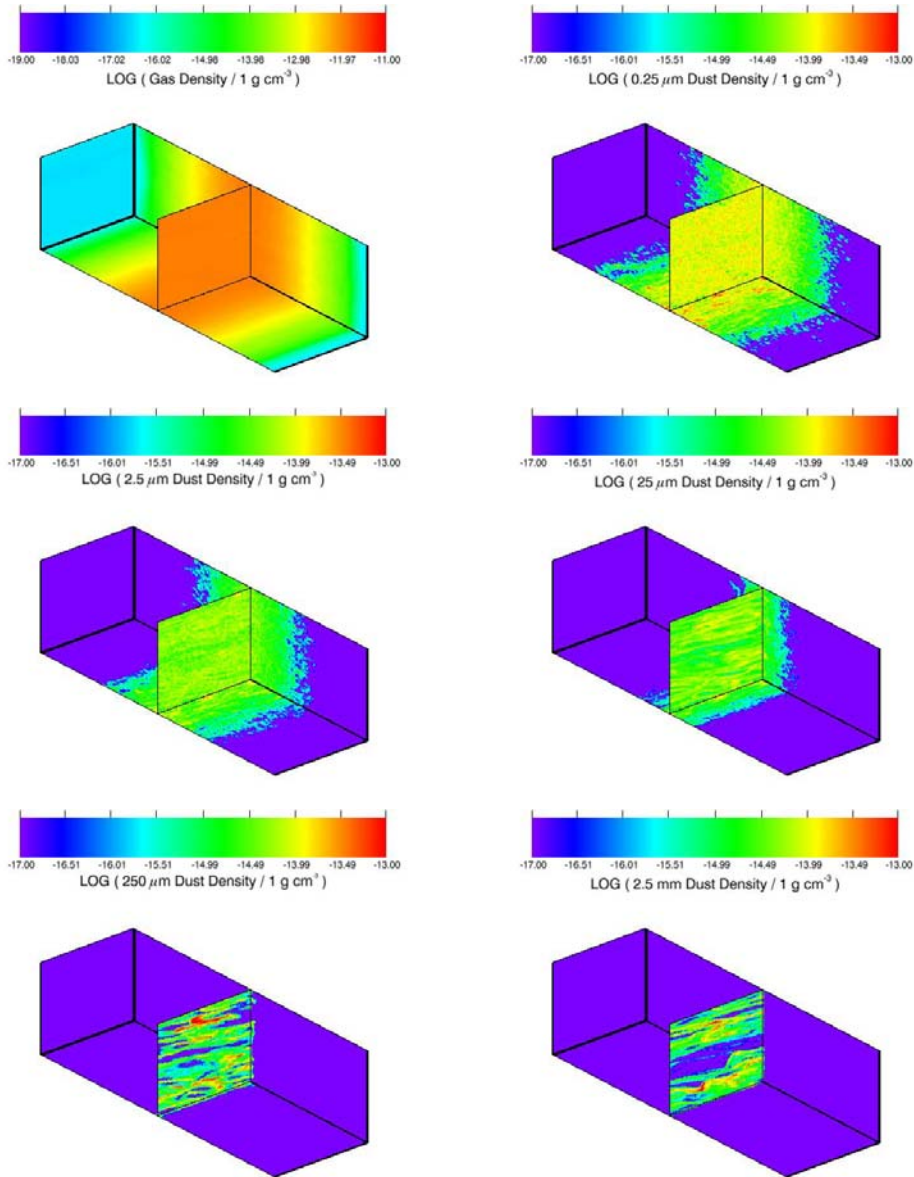 -19.00 -18.02 -17.00 -16.02 -14.98 -13.96 -12.98 -11.97 -11.00
LOG ( Gas Density / 1 g cm-3 )
-17.00 -16.51 -16.01 -15.51 -14.99 -14.49 -13.99 -13.49 -13.00
LOG ( 0.25 μm Dust Density / 1 g cm-3 )
-17.00 -16.51 -16.01 -15.51 -14.99 -14.49 -13.99 -13.49 -13.00
LOG ( 2.5 μm Dust Density / 1 g cm-3 )
-17.00 -16.51 -16.01 -15.51 -14.99 -14.49 -13.99 -13.49 -13.00
LOG ( 25 μm Dust Density / 1 g cm-3 )
-17.00 -16.51 -16.01 -15.51 -14.99 -14.49 -13.99 -13.49 -13.00
LOG ( 250 μm Dust Density / 1 g cm-3 )
-17.00 -16.51 -16.01 -15.51 -14.99 -14.49 -13.99 -13.49 -13.00
LOG ( 2.5 mm Dust Density / 1 g cm-3 )